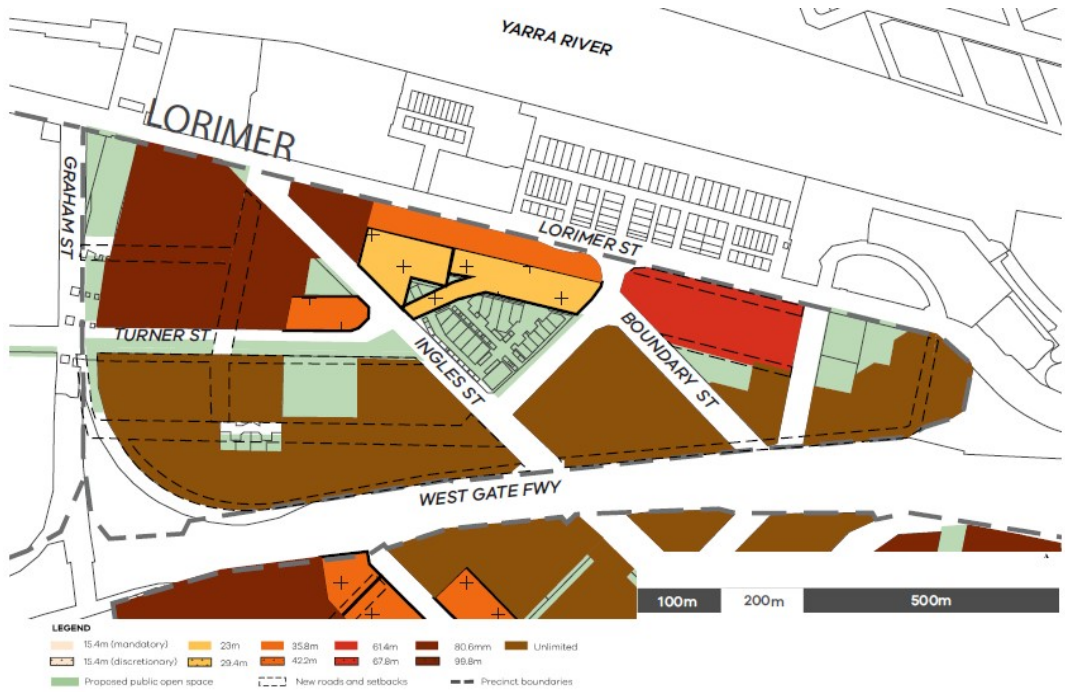 YARRA RIVER
LORIMER
GRAHAM ST
LORIMER ST
TURNER ST
INGLES ST
BOUNDARY ST
WEST GATE FWY
A
100m 200m 500m
LEGEND
15.4m (mandatory) 23m 35.8m 61.4m 80.6mm Unlimited
15.4m (discretionary) 29.4m 42.2m 67.8m 99.8m
Proposed public open space New roads and setbacks Precinct boundaries